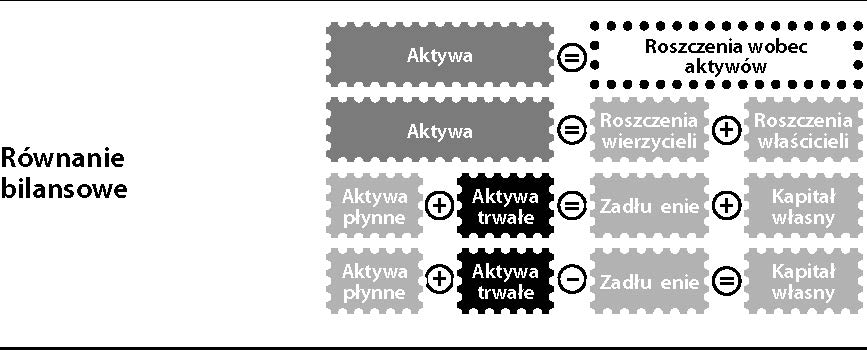 Aktywa = Roszczenia wobec
aktywów
Aktywa = Roszczenia wierzycieli + Roszczenia właścicieli
Równanie
bilansowe
Aktywa płynne + Aktywa trwałe = Zadłu enie + Kapitał własny
Aktywa płynne + Aktywa trwałe − Zadłu enie = Kapitał własny